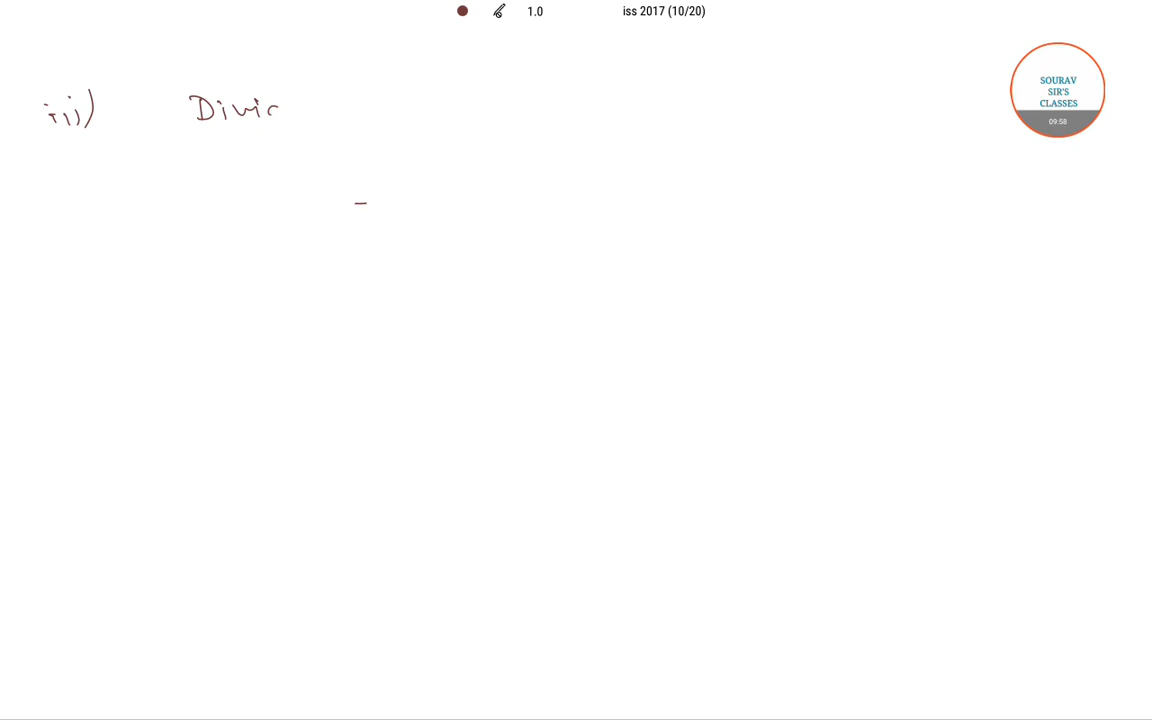 1.0 iss 2017 (10/20)
SOURAV
SIR'S
CLASSES
09:58
iii) Divic
-